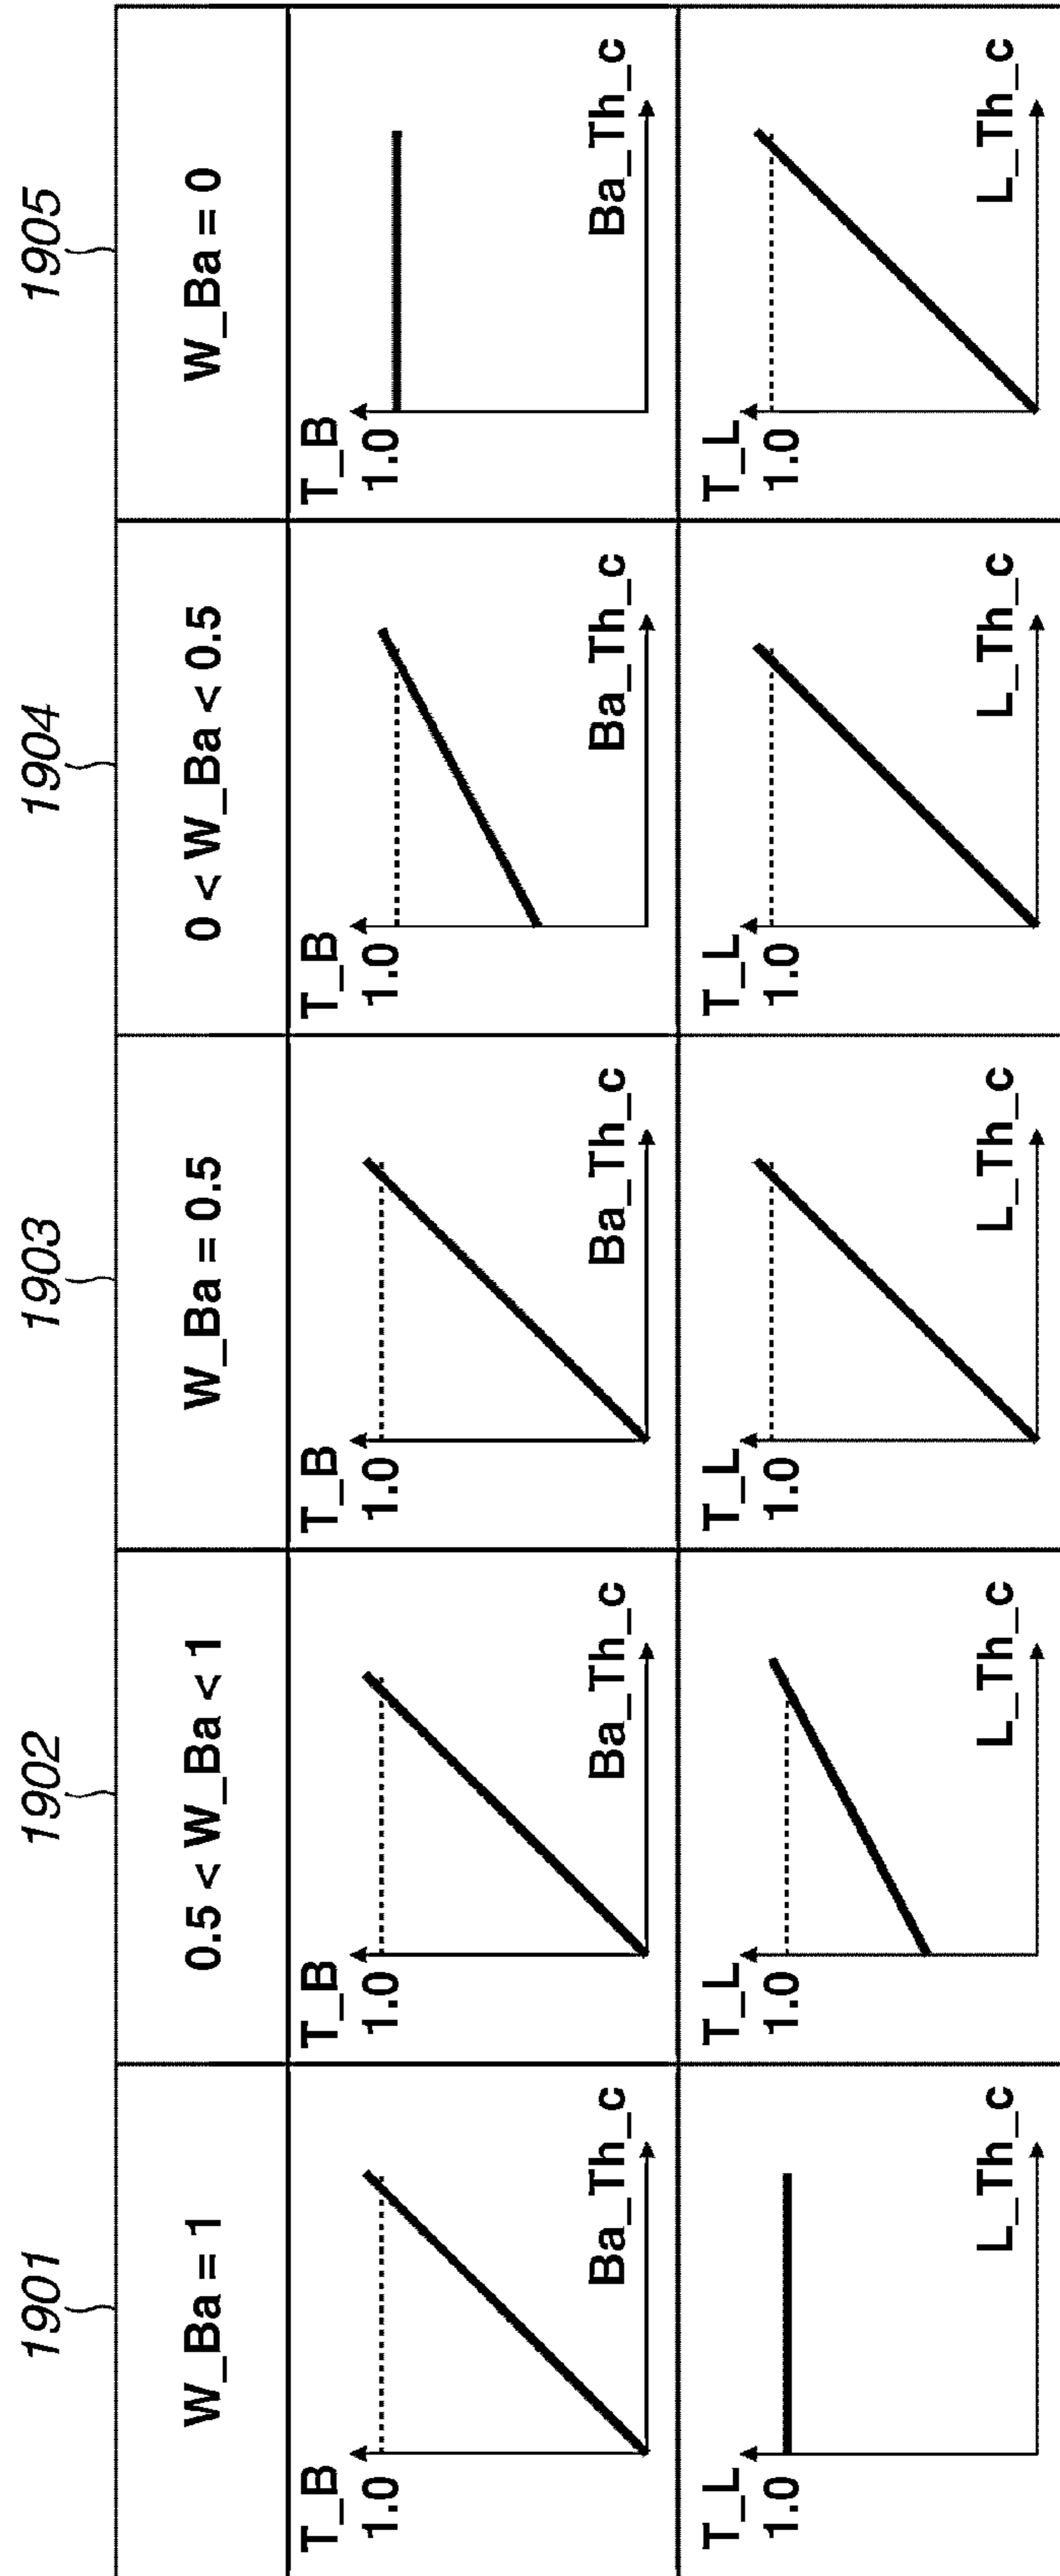 1901 1902 1903 1904 1905
W_Ba = 1 0.5 < W_Ba < 1 W_Ba = 0.5 0 < W_Ba < 0.5 W_Ba = 0
T_B T_B T_B T_B T_B
1.0 1.0 1.0 1.0 1.0
Ba_Th_c Ba_Th_c Ba_Th_c Ba_Th_c Ba_Th_c
T_L T_L T_L T_L T_L
1.0 1.0 1.0 1.0 1.0
L_Th_c L_Th_c L_Th_c L_Th_c L_Th_c